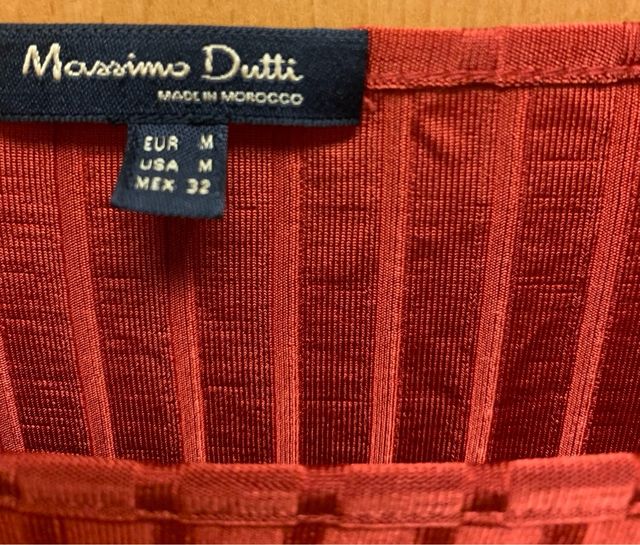 Massimo Dutti
MADE IN MOROCCO
EUR M
USA M
MEX 32